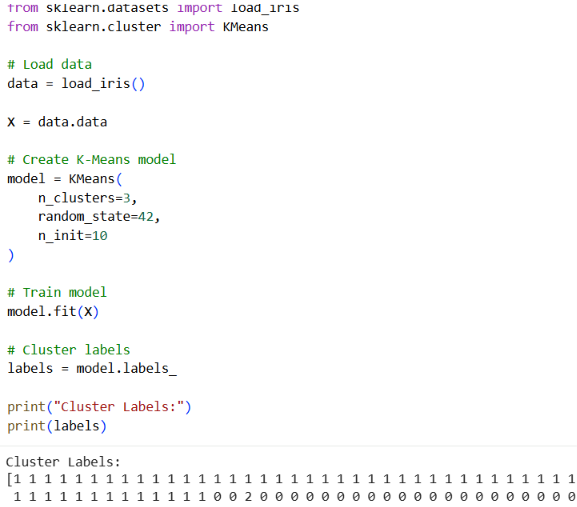 from sklearn.datasets import load_iris
from sklearn.cluster import KMeans
# Load data
data = load_iris()
X = data.data
# Create K-Means model
model = KMeans(
    n_clusters=3,
    random_state=42,
    n_init=10
)
# Train model
model.fit(X)
# Cluster labels
labels = model.labels_
print("Cluster Labels:")
print(labels)
Cluster Labels:
[1 1 1 1 1 1 1 1 1 1 1 1 1 1 1 1 1 1 1 1 1 1 1 1 1 1 1 1 1 1 1 1 1 1 1 1 1
 1 1 1 1 1 1 1 1 1 1 1 1 1 0 0 2 0 0 0 0 0 0 0 0 0 0 0 0 0 0 0 0 0 0 0 0 0